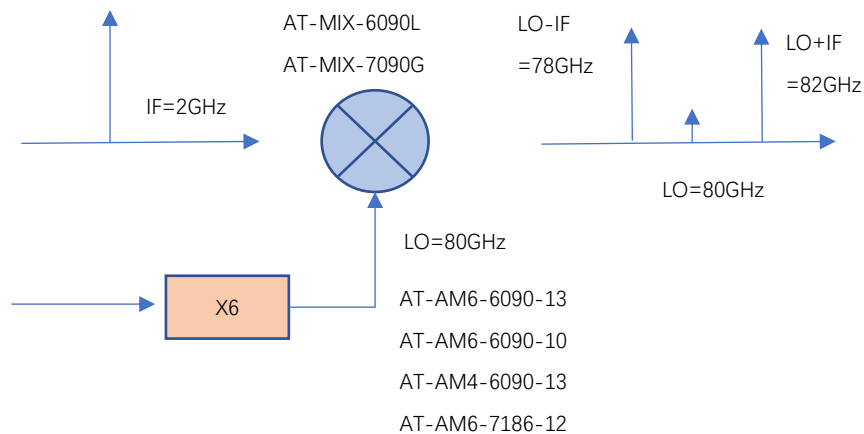 AT-MIX-6090L
AT-MIX-7090G
IF=2GHz
LO-IF
=78GHz
LO+IF
=82GHz
LO=80GHz
LO=80GHz
X6
AT-AM6-6090-13
AT-AM6-6090-10
AT-AM4-6090-13
AT-AM6-7186-12